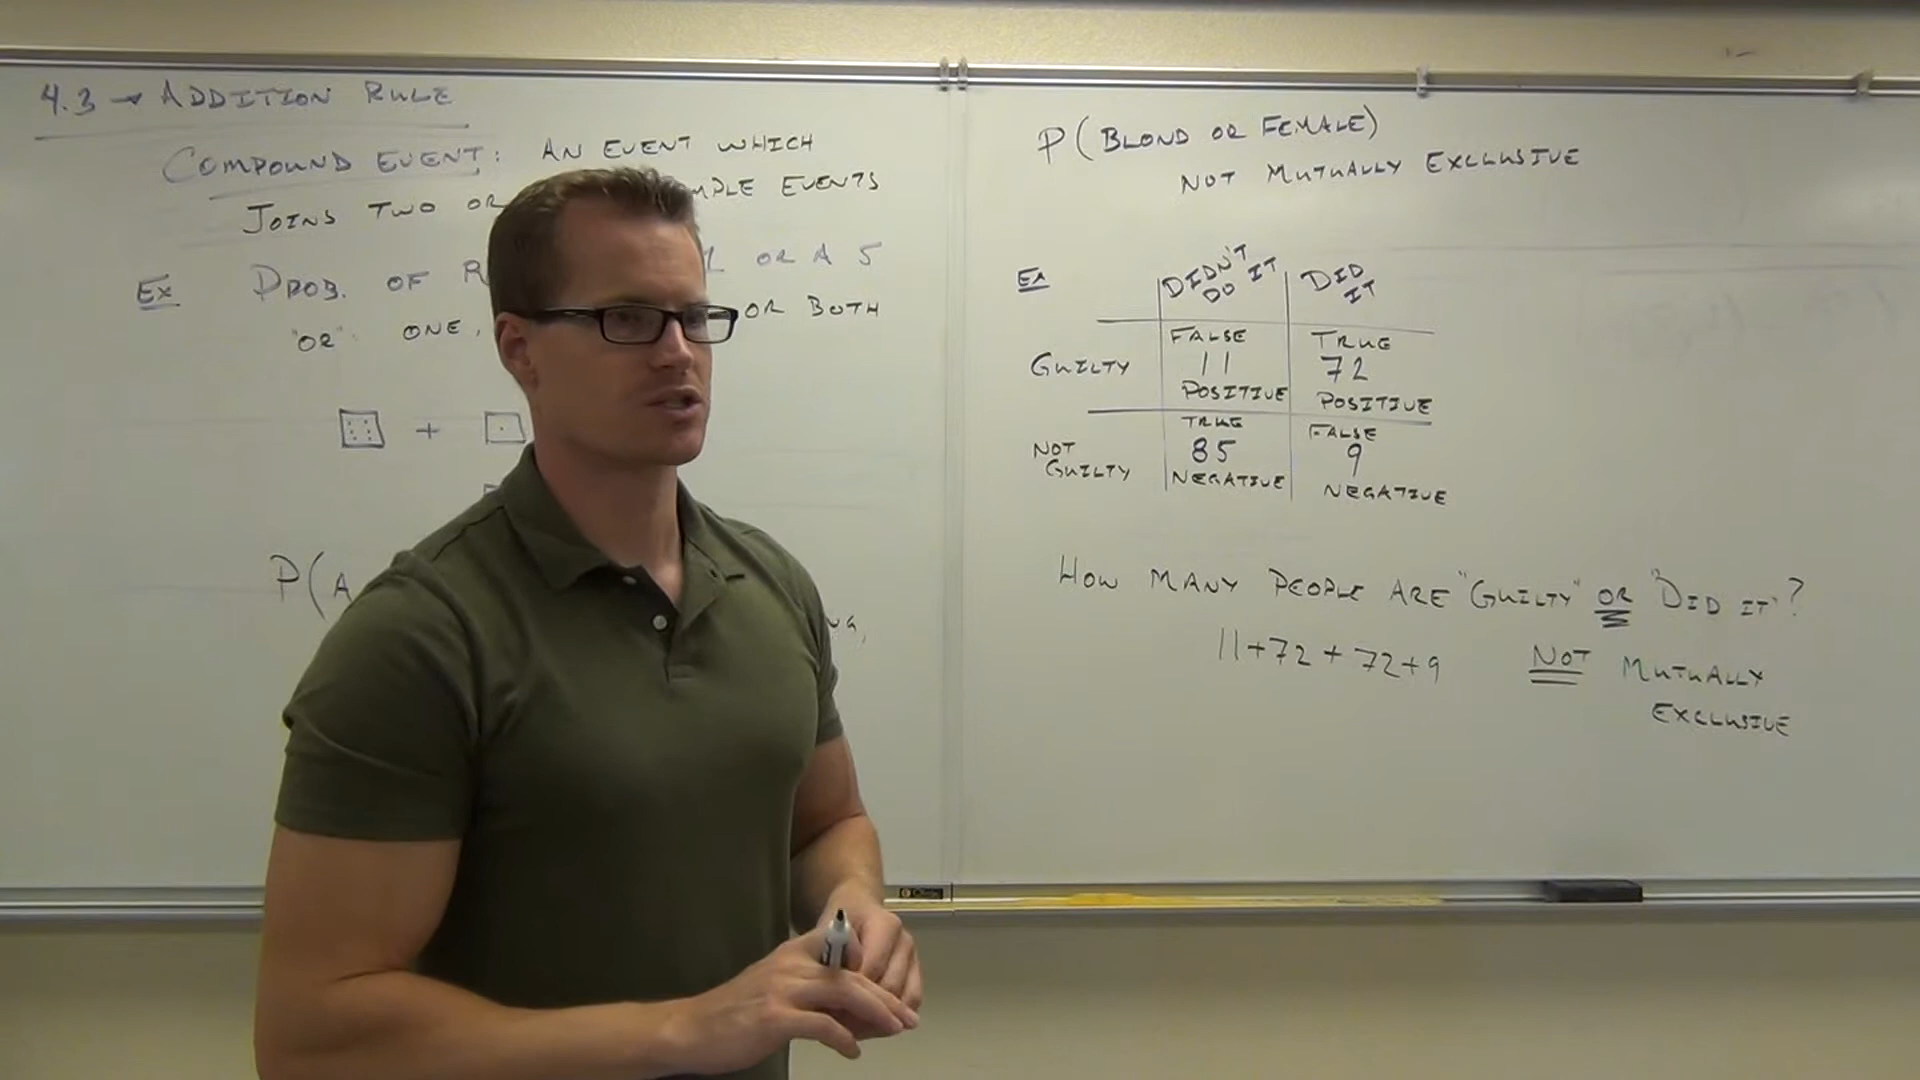 4.3 → ADDITION RULE
COMPOUND EVENT: AN EVENT WHICH
JOINS TWO OR EVENTS
EX PROB. OF OR A 5
"OR": ONE, OR BOTH
+
P(A
P(BLOND OR FEMALE)
NOT MUTUALLY EXCLUSIVE
EX DIDN'T DO IT DID IT
FALSE TRUE
GUILTY 11 72
POSITIVE POSITIVE
TRUE FALSE
NOT GUILTY 85 9
NEGATIVE NEGATIVE
HOW MANY PEOPLE ARE "GUILTY" OR "DID IT"?
11+72 + 72+9 NOT MUTUALLY
EXCLUSIVE